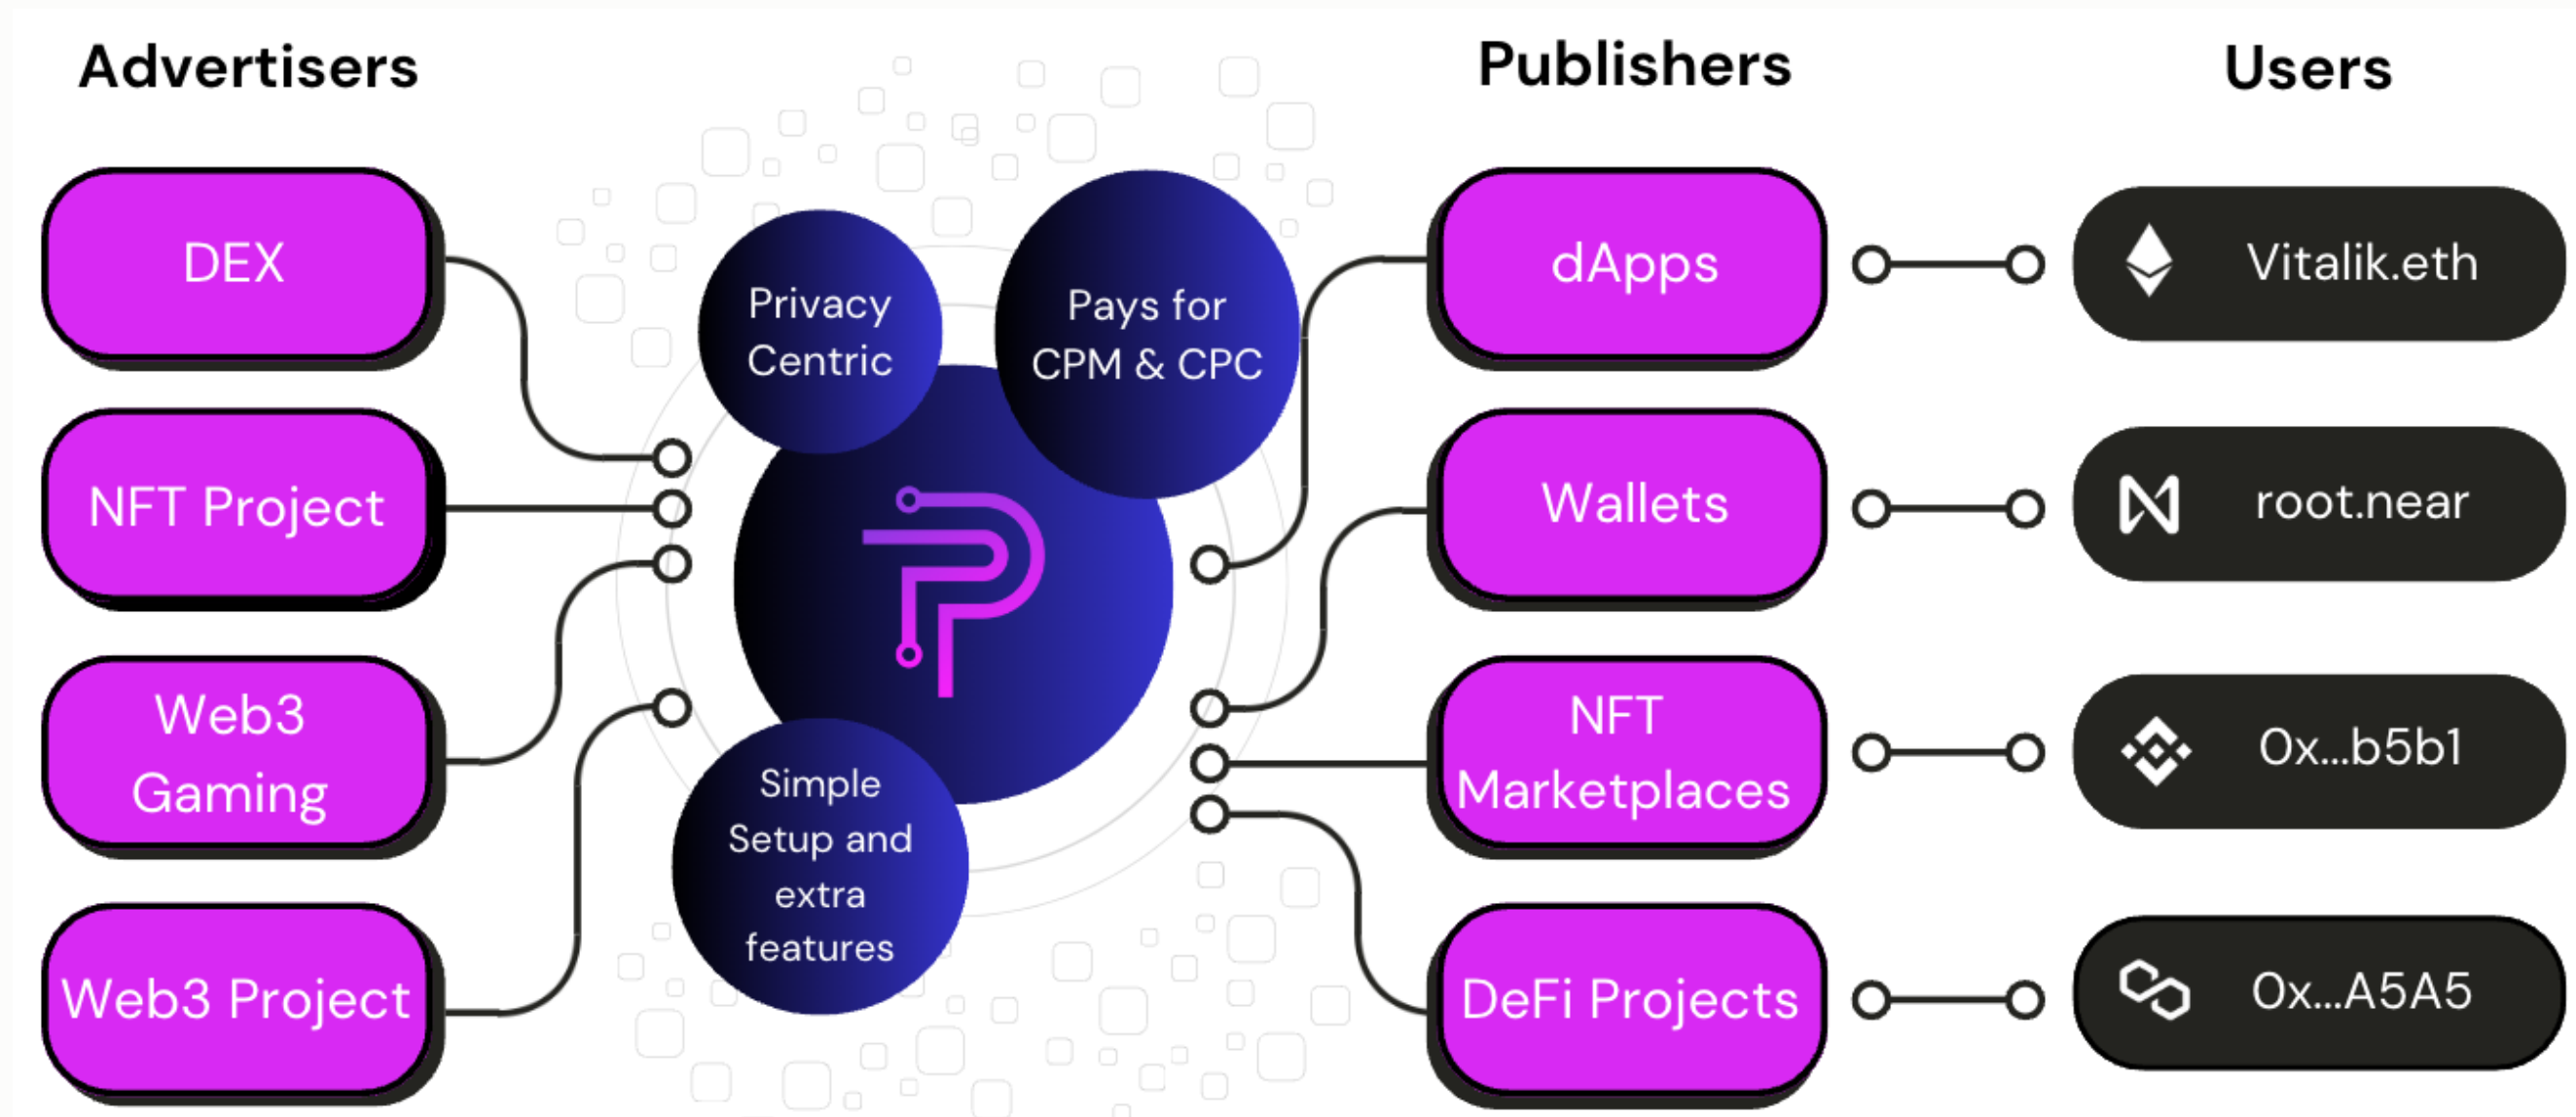 Advertisers
Publishers
Users
DEX
NFT Project
Web3
Gaming
Web3 Project
Privacy
Centric
Pays for
CPM & CPC
Simple
Setup and
extra
features
dApps
Wallets
NFT
Marketplaces
DeFi Projects
Vitalik.eth
root.near
0x...b5b1
0x...A5A5